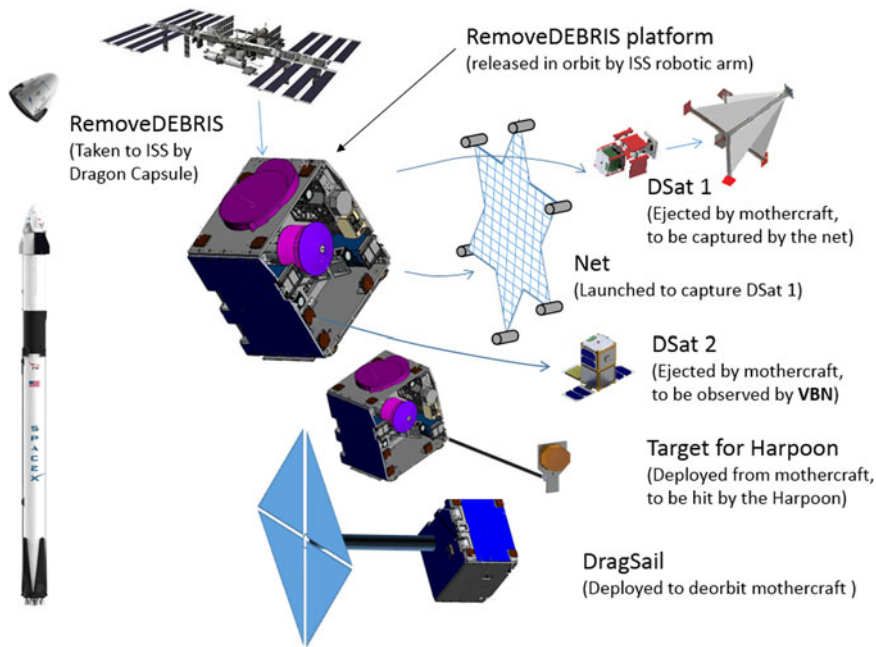 RemoveDEBRIS platform
(released in orbit by ISS robotic arm)
RemoveDEBRIS
(Taken to ISS by
Dragon Capsule)
DSat 1
(Ejected by mothercraft,
to be captured by the net)
Net
(Launched to capture DSat 1)
DSat 2
(Ejected by mothercraft,
to be observed by VBN)
SPACEX
Target for Harpoon
(Deployed from mothercraft,
to be hit by the Harpoon)
DragSail
(Deployed to deorbit mothercraft )